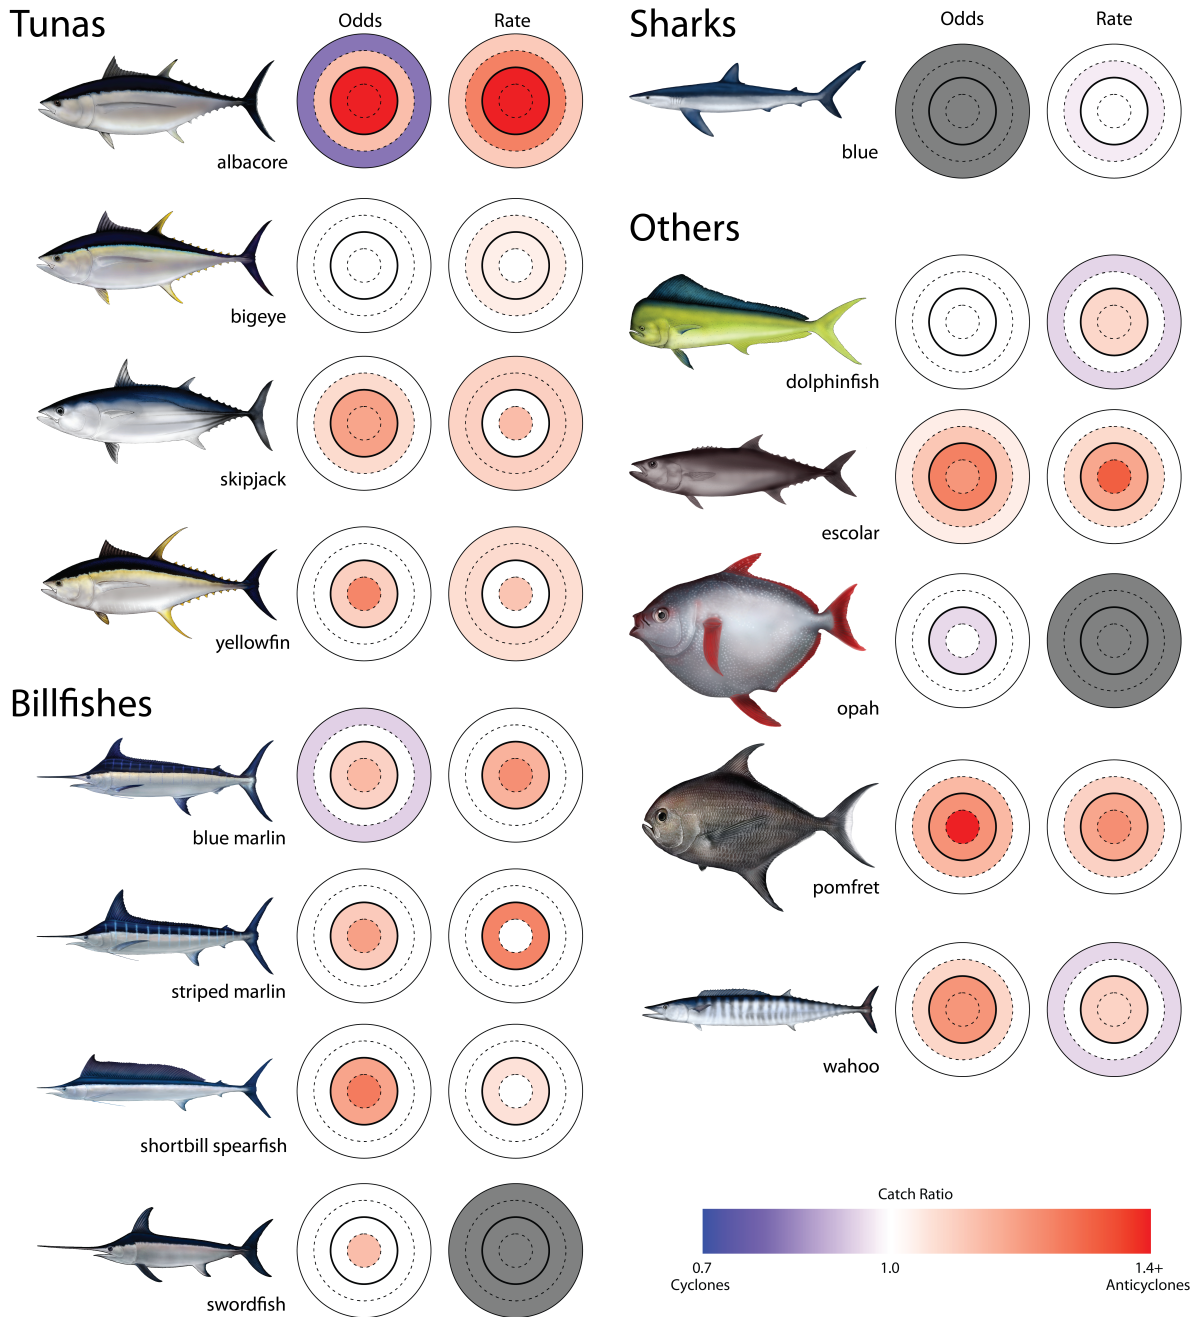 Tunas
Odds Rate
albacore
bigeye
skipjack
yellowfin
Billfishes
blue marlin
striped marlin
shortbill spearfish
swordfish
Sharks
Odds Rate
blue
Others
dolphinfish
escolar
opah
pomfret
wahoo
Catch Ratio
0.7 1.0 1.4+
Cyclones Anticyclones